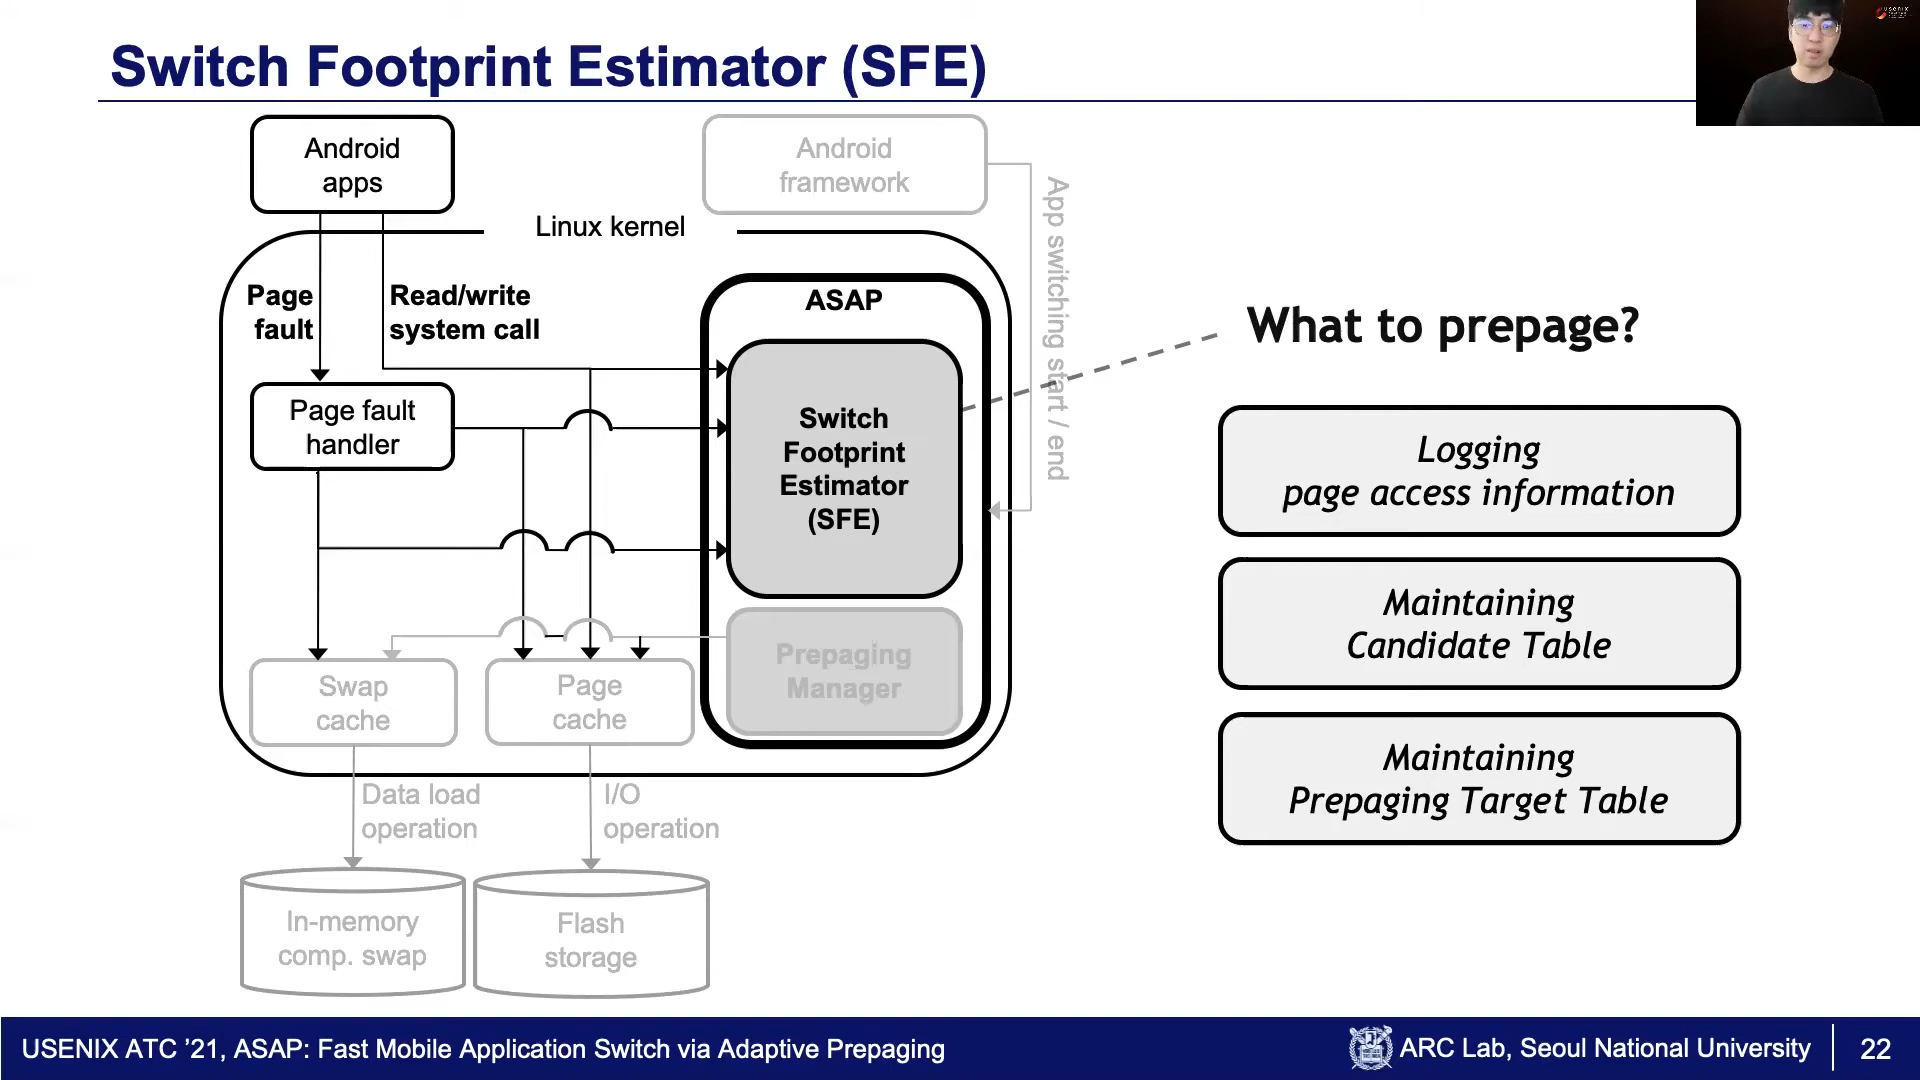 Switch Footprint Estimator (SFE)
usenix
Android
apps
Android
framework
Linux kernel
App switching start / end
Page
fault
Read/write
system call
ASAP
What to prepage?
Page fault
handler
Switch
Footprint
Estimator
(SFE)
Logging
page access information
Maintaining
Candidate Table
Prepaging
Manager
Swap
cache
Page
cache
Maintaining
Prepaging Target Table
Data load
operation
I/O
operation
In-memory
comp. swap
Flash
storage
USENIX ATC ’21, ASAP: Fast Mobile Application Switch via Adaptive Prepaging
ARC Lab, Seoul National University
22